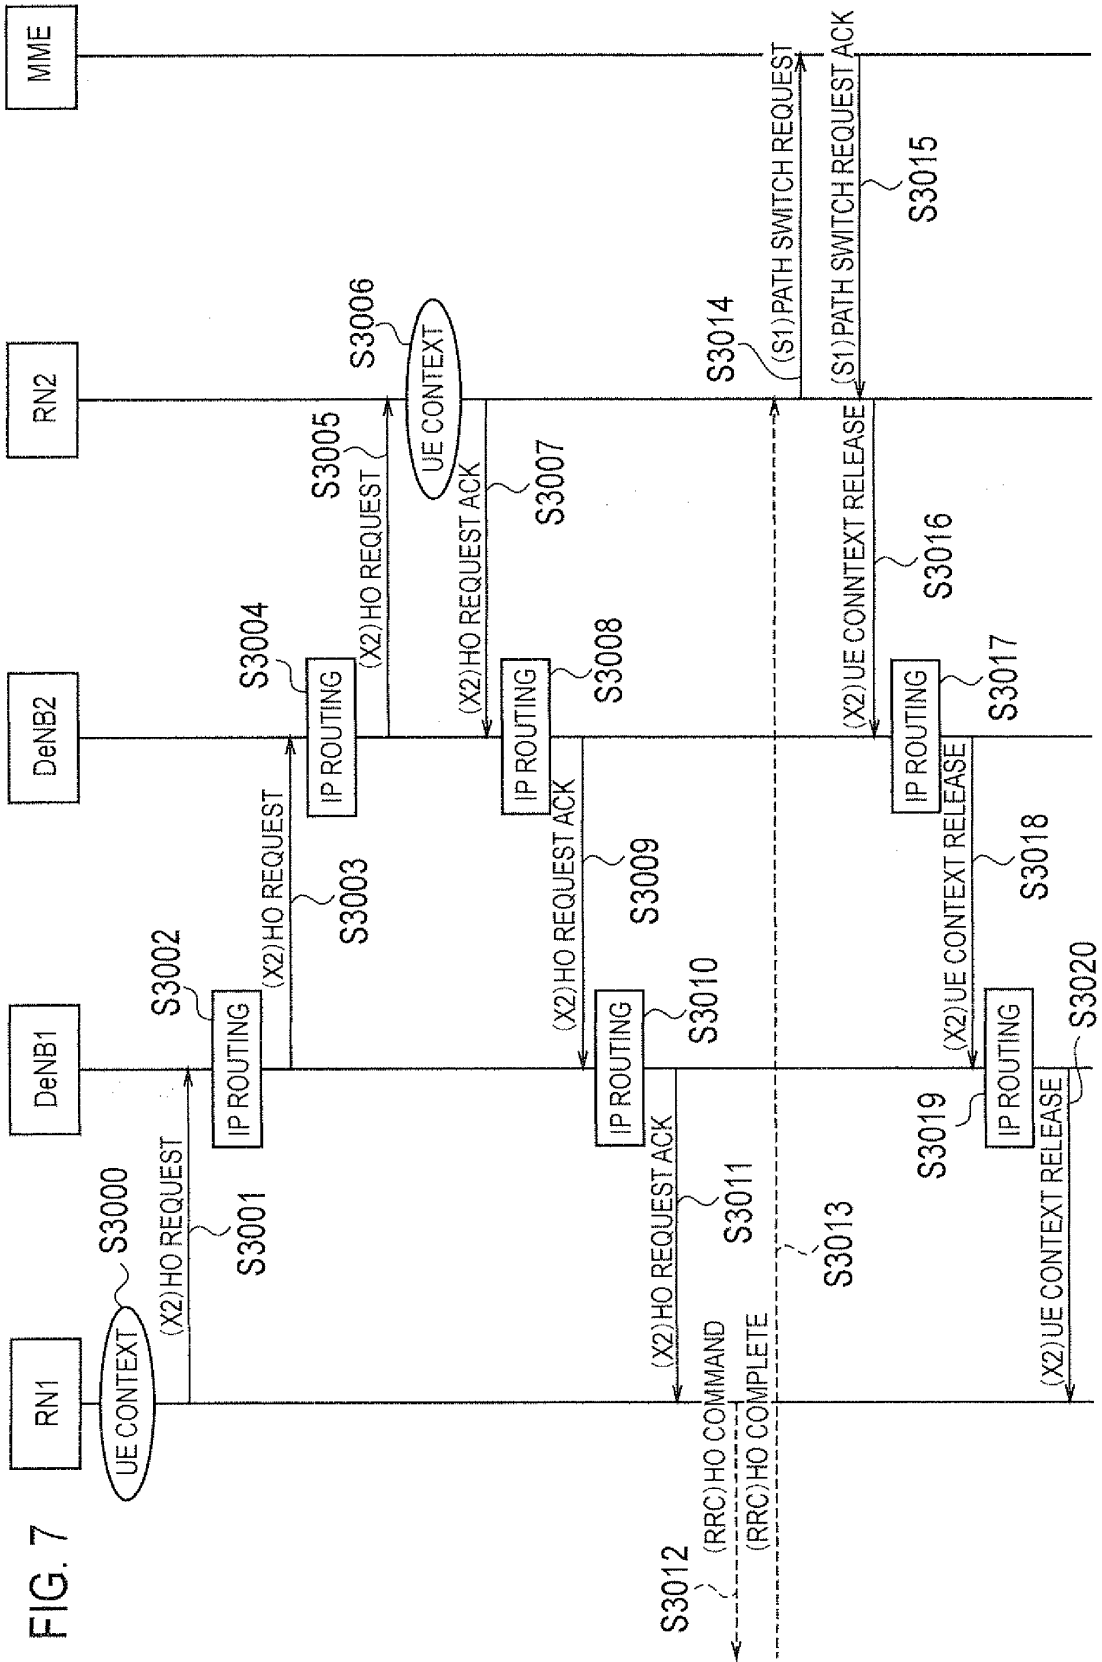 FIG. 7
RN1
DeNB1
DeNB2
RN2
MME
UE CONTEXT
S3000
(X2)HO REQUEST
S3001
IP ROUTING
S3002
(X2)HO REQUEST
S3003
IP ROUTING
S3004
(X2)HO REQUEST
S3005
UE CONTEXT
S3006
(X2)HO REQUEST ACK
S3007
IP ROUTING
S3008
(X2)HO REQUEST ACK
S3009
IP ROUTING
S3010
(X2)HO REQUEST ACK
S3011
(RRC)HO COMMAND
S3012
(RRC)HO COMPLETE
S3013
(S1)PATH SWITCH REQUEST
S3014
(S1)PATH SWITCH REQUEST ACK
S3015
(X2)UE CONNTEXT RELEASE
S3016
IP ROUTING
S3017
(X2)UE CONTEXT RELEASE
S3018
IP ROUTING
S3019
(X2)UE CONTEXT RELEASE
S3020